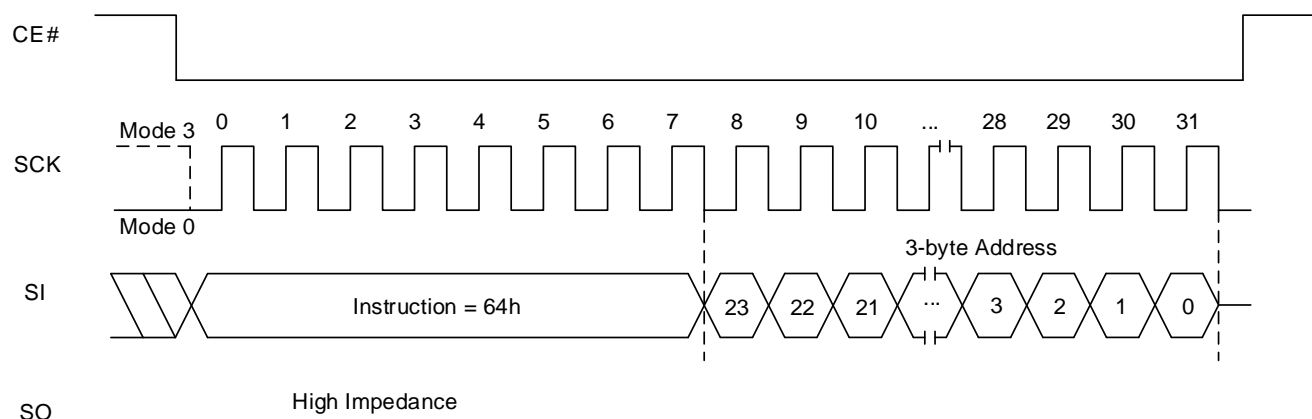 CE#
Mode 3
0 1 2 3 4 5 6 7 8 9 10 ... 28 29 30 31
SCK
Mode 0
3-byte Address
SI
Instruction = 64h
23 22 21 ... 3 2 1 0
High Impedance
SO